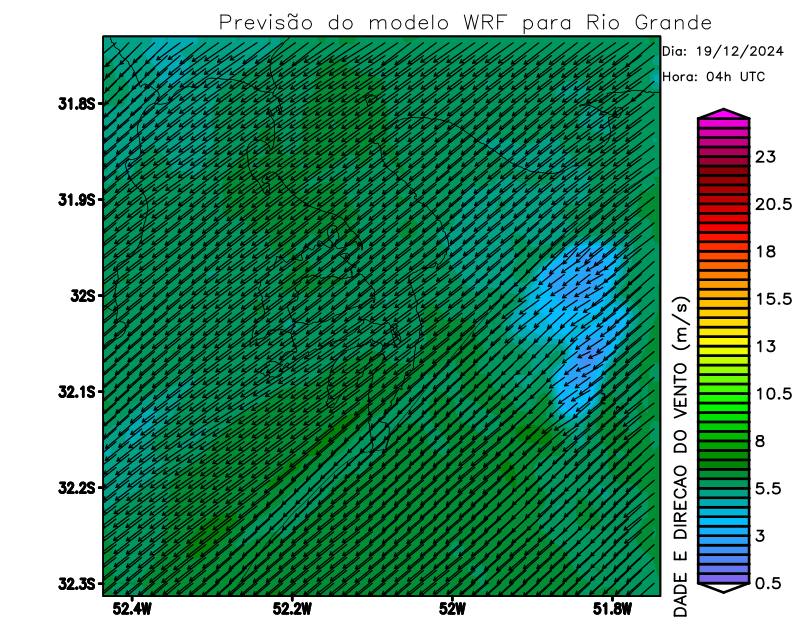 Previsão do modelo WRF para Rio Grande
Dia: 19/12/2024
Hora: 04h UTC
31.8S
31.9S
32S
32.1S
32.2S
32.3S
52.4W
52.2W
52W
51.8W
23
20.5
18
15.5
13
10.5
8
5.5
3
0.5
DADE E DIRECAO DO VENTO (m/s)